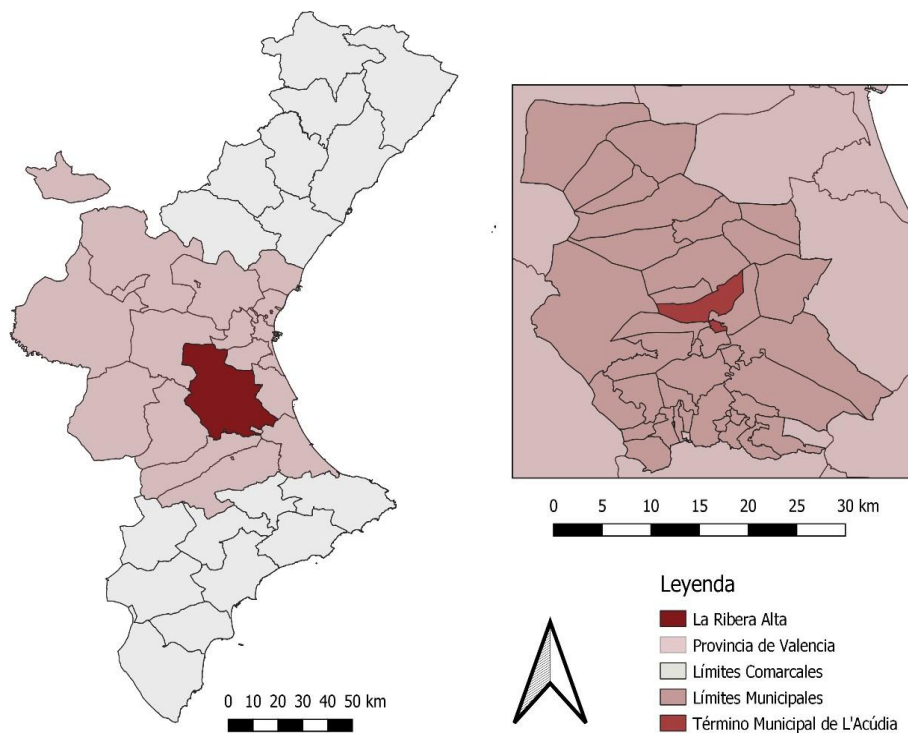 0 10 20 30 40 50 km
0 5 10 15 20 25 30 km
Leyenda
La Ribera Alta
Provincia de Valencia
Límites Comarcales
Límites Municipales
Término Municipal de L'Acúdia